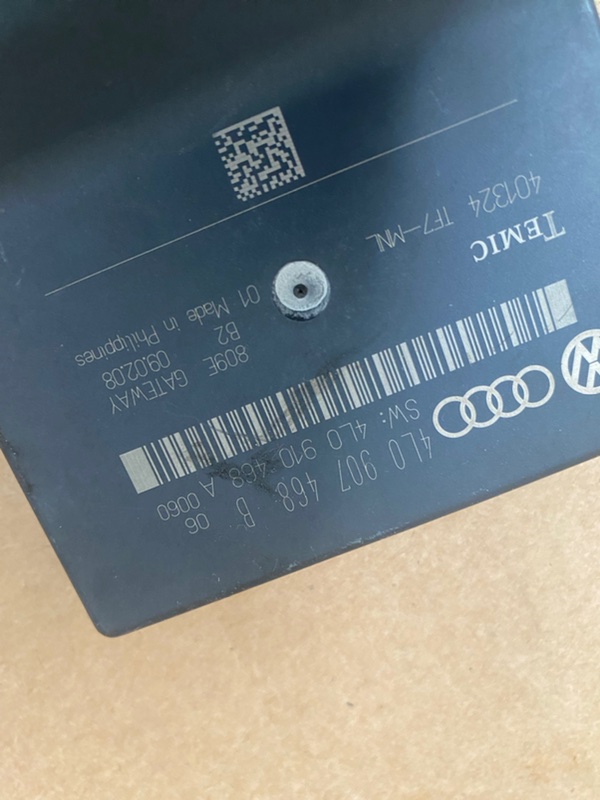 4L0 907 468 B
SW: 4L0 910 468 A 0060
06
809E GATEWAY
B2 09.02.08
01 Made in Philippines
TEMIC
401324 TF7-MNL